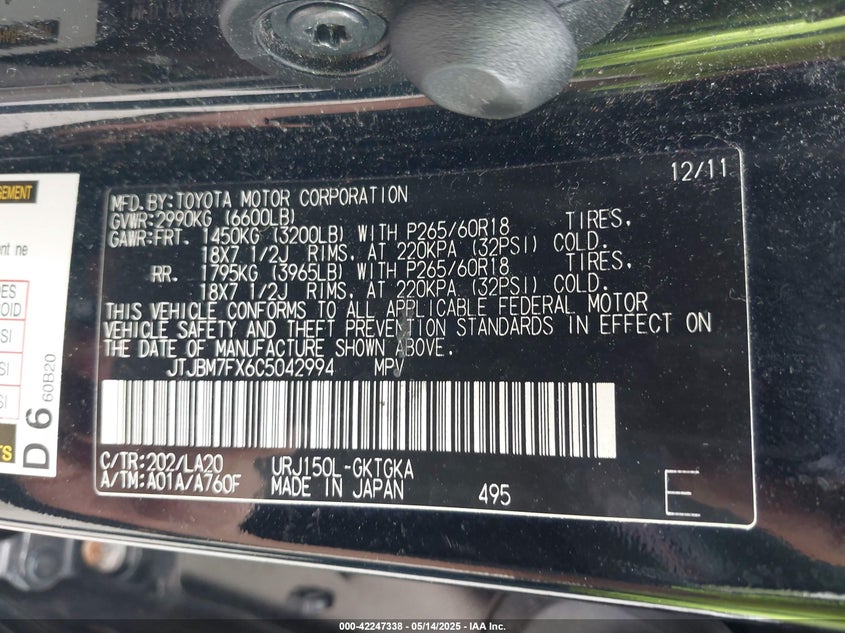 12/11
MFD. BY: TOYOTA MOTOR CORPORATION
GVWR: 2990KG (6600LB)
GAWR: FRT. 1450KG (3200LB) WITH P265/60R18 TIRES,
18X7 1/2J RIMS, AT 220KPA (32PSI) COLD.
RR. 1795KG (3965LB) WITH P265/60R18 TIRES,
18X7 1/2J RIMS, AT 220KPA (32PSI) COLD.
THIS VEHICLE CONFORMS TO ALL APPLICABLE FEDERAL MOTOR
VEHICLE SAFETY AND THEFT PREVENTION STANDARDS IN EFFECT ON
THE DATE OF MANUFACTURE SHOWN ABOVE.
JTJBM7FX6C5042994 MPV
C/TR: 202/LA20 URJ150L-GKTGKA
A/TM: A01A/A760F MADE IN JAPAN 495 E
D6
60B20
000-42247338 - 05/14/2025 - IAA Inc.